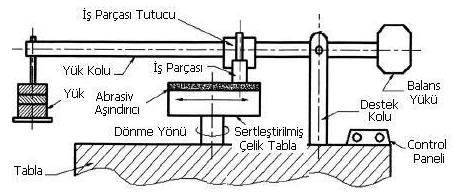 İş Parçası Tutucu
Yük Kolu
İş Parçası
Yük
Abrasiv
Aşındırıcı
Balans
Yükü
Destek
Kolu
Dönme Yönü
Sertleştirilmiş
Çelik Tabla
Control
Paneli
Tabla